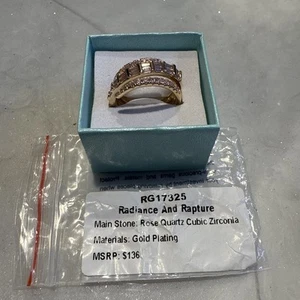 RG17325
Radiance And Rapture
Main Stone: Rose Quartz Cubic Zirconia
Materials: Gold Plating
MSRP: $136